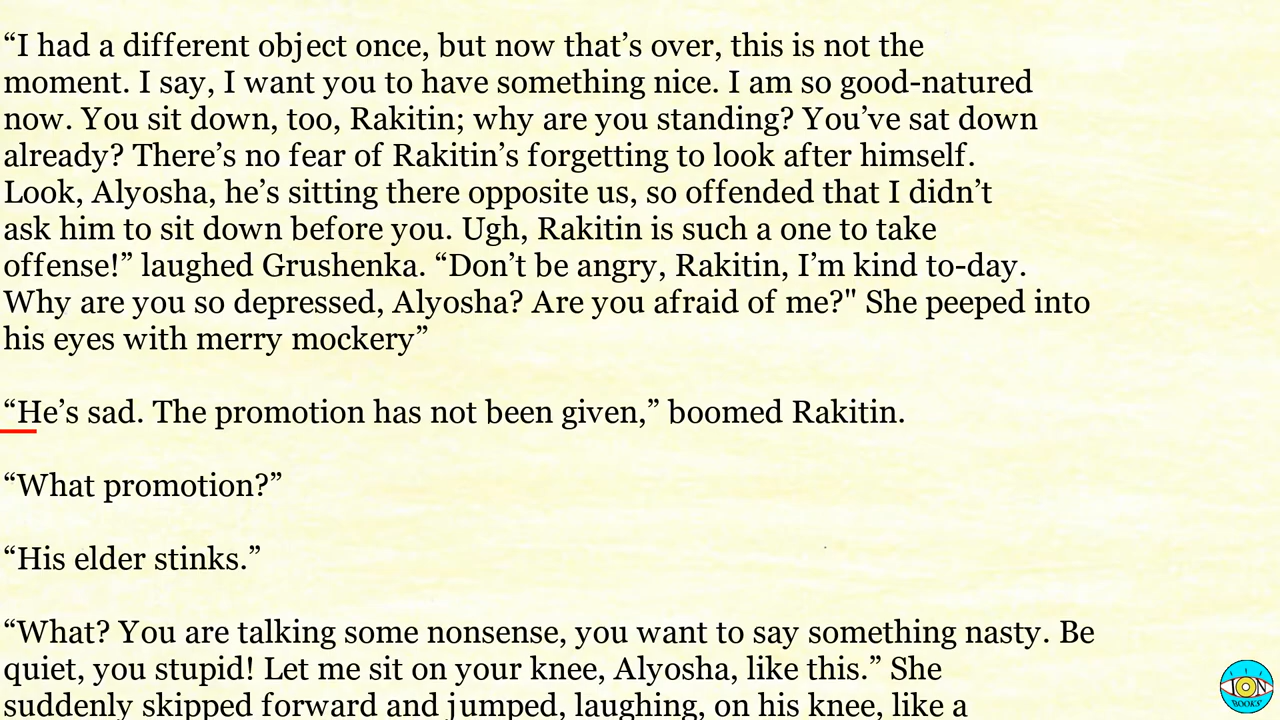 “I had a different object once, but now that’s over, this is not the
moment. I say, I want you to have something nice. I am so good-natured
now. You sit down, too, Rakitin; why are you standing? You’ve sat down
already? There’s no fear of Rakitin’s forgetting to look after himself.
Look, Alyosha, he’s sitting there opposite us, so offended that I didn’t
ask him to sit down before you. Ugh, Rakitin is such a one to take
offense!” laughed Grushenka. “Don’t be angry, Rakitin, I’m kind to-day.
Why are you so depressed, Alyosha? Are you afraid of me?" She peeped into
his eyes with merry mockery”
“He’s sad. The promotion has not been given,” boomed Rakitin.
“What promotion?”
“His elder stinks.”
“What? You are talking some nonsense, you want to say something nasty. Be
quiet, you stupid! Let me sit on your knee, Alyosha, like this.” She
suddenly skipped forward and jumped, laughing, on his knee, like a
ION
BOOKS